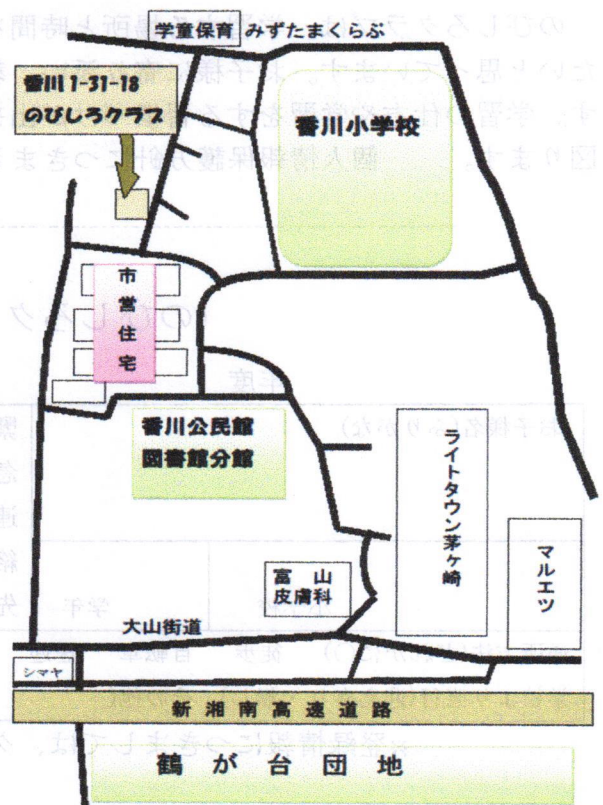 学童保育 みずたまくらぶ
香川 1-31-18
のびしろクラブ
香川小学校
市営住宅
香川公民館
図書館分館
ライトタウン茅ヶ崎
マルエツ
富山
皮膚科
大山街道
シマヤ
新湘南高速道路
鶴が台団地